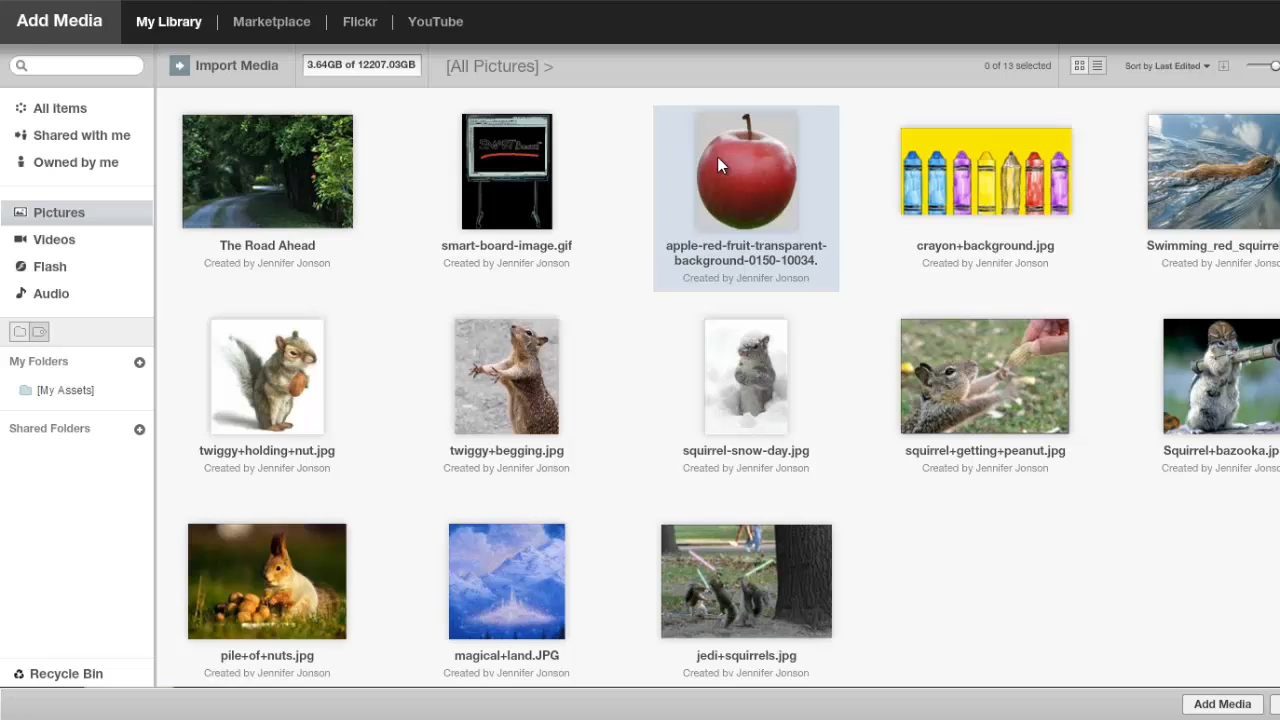 Add Media
My Library
Marketplace
Flickr
YouTube
Import Media
3.64GB of 12207.03GB
[All Pictures] >
0 of 13 selected
Sort by Last Edited
All items
Shared with me
Owned by me
Pictures
Videos
Flash
Audio
My Folders
[My Assets]
Shared Folders
Recycle Bin
The Road Ahead
Created by Jennifer Jonson
SMART Board
smart-board-image.gif
Created by Jennifer Jonson
apple-red-fruit-transparent-
background-0150-10034.
Created by Jennifer Jonson
crayon+background.jpg
Created by Jennifer Jonson
Swimming_red_squirre
Created by Jennifer Jons
twiggy+holding+nut.jpg
Created by Jennifer Jonson
twiggy+begging.jpg
Created by Jennifer Jonson
squirrel-snow-day.jpg
Created by Jennifer Jonson
squirrel+getting+peanut.jpg
Created by Jennifer Jonson
Squirrel+bazooka.jp
Created by Jennifer Jons
pile+of+nuts.jpg
Created by Jennifer Jonson
magical+land.JPG
Created by Jennifer Jonson
jedi+squirrels.jpg
Created by Jennifer Jonson
Add Media